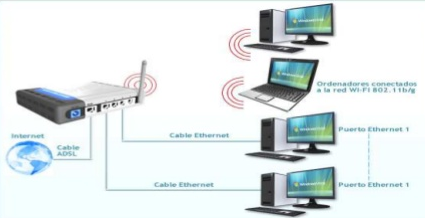 Ordenadores conectados
a la red WI-FI 802.11b/g
Internet
Cable
ADSL
Cable Ethernet
Puerto Ethernet 1
Cable Ethernet
Puerto Ethernet 1